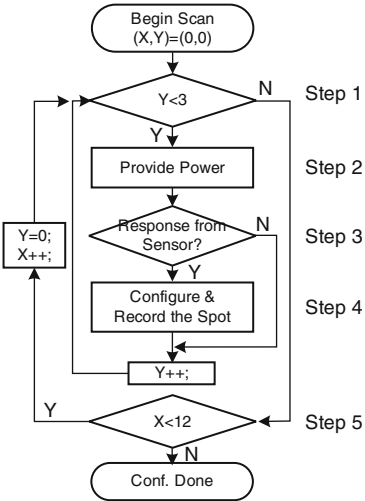 Begin Scan
(X,Y)=(0,0)
Y<3
N
Step 1
Y
Provide Power
Step 2
Response from
Sensor?
N
Step 3
Y=0;
X++;
Y
Configure &
Record the Spot
Step 4
Y++;
Y
X<12
Step 5
N
Conf. Done